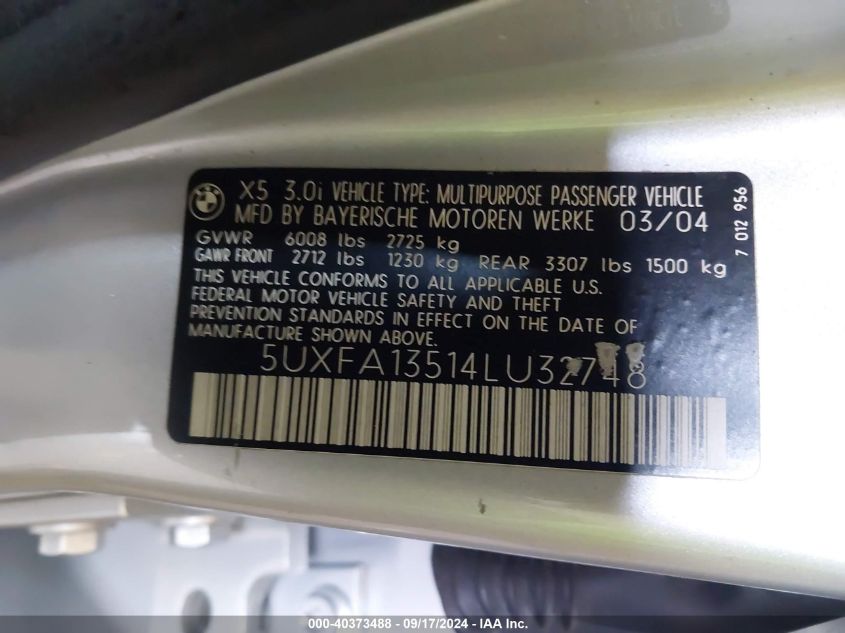 X5 3.0i VEHICLE TYPE: MULTIPURPOSE PASSENGER VEHICLE
MFD BY BAYERISCHE MOTOREN WERKE 03/04
GVWR 6008 lbs 2725 kg
GAWR FRONT 2712 lbs 1230 kg REAR 3307 lbs 1500 kg
THIS VEHICLE CONFORMS TO ALL APPLICABLE U.S.
FEDERAL MOTOR VEHICLE SAFETY AND THEFT
PREVENTION STANDARDS IN EFFECT ON THE DATE OF
MANUFACTURE SHOWN ABOVE.
5UXFA13514LU32748
7 012 956
000-40373488 - 09/17/2024 - IAA Inc.